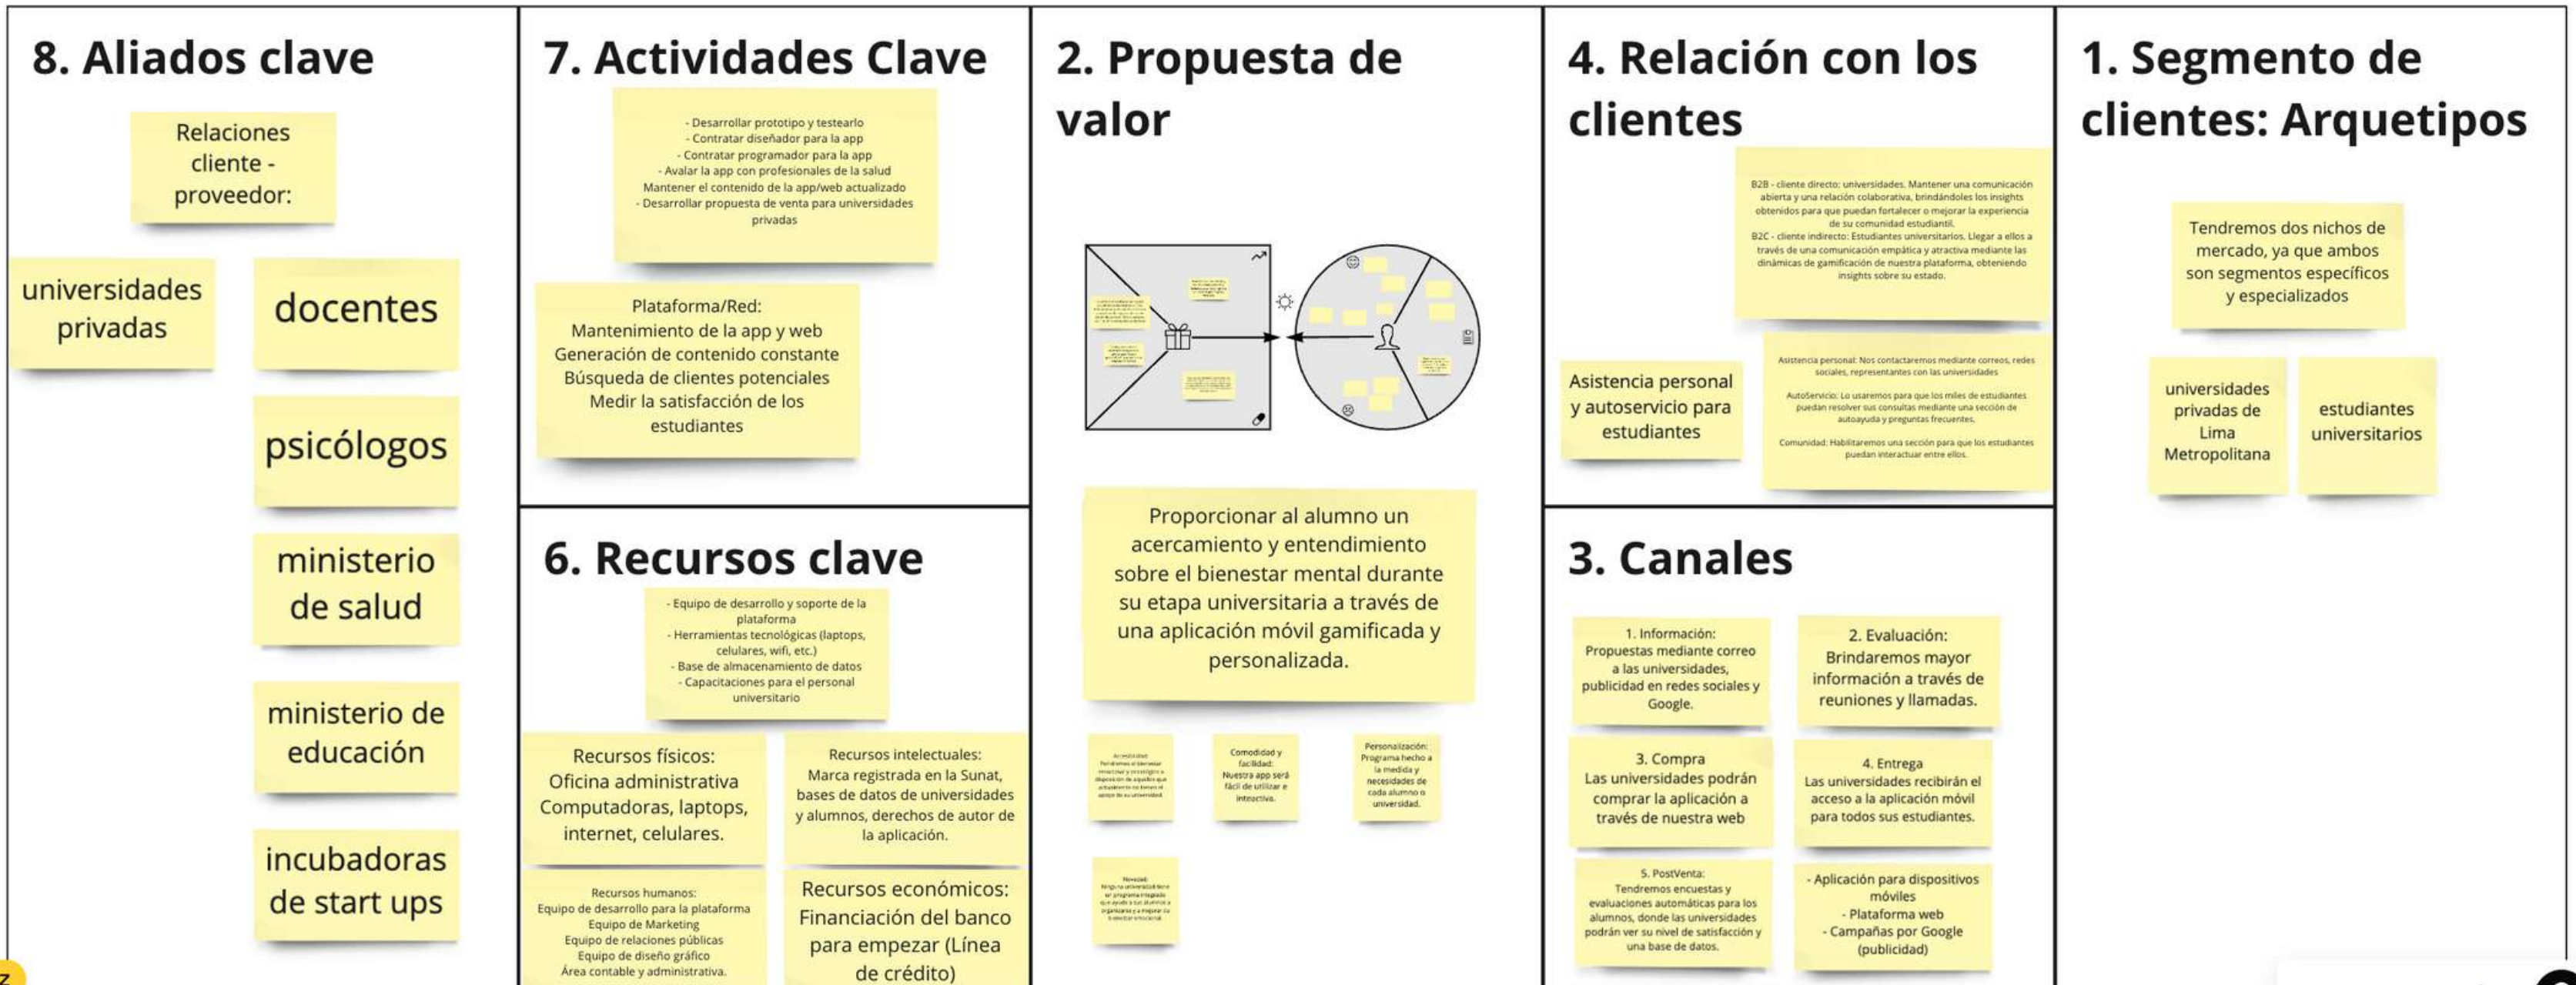 8. Aliados clave
Relaciones
cliente -
proveedor:
universidades
privadas
docentes
psicólogos
ministerio
de salud
ministerio de
educación
incubadoras
de start ups
7. Actividades Clave
- Desarrollar prototipo y testearlo
- Contratar diseñador para la app
- Contratar programador para la app
- Avalar la app con profesionales de la salud
Mantener el contenido de la app/web actualizado
- Desarrollar propuesta de venta para universidades
privadas
Plataforma/Red:
Mantenimiento de la app y web
Generación de contenido constante
Búsqueda de clientes potenciales
Medir la satisfacción de los
estudiantes
6. Recursos clave
- Equipo de desarrollo y soporte de la
plataforma
- Herramientas tecnológicas (laptops,
celulares, wifi, etc.)
- Base de almacenamiento de datos
- Capacitaciones para el personal
universitario
Recursos físicos:
Oficina administrativa
Computadoras, laptops,
internet, celulares.
Recursos intelectuales:
Marca registrada en la Sunat,
bases de datos de universidades
y alumnos, derechos de autor de
la aplicación.
Recursos humanos:
Equipo de desarrollo para la plataforma
Equipo de Marketing
Equipo de relaciones públicas
Equipo de diseño gráfico
Área contable y administrativa.
Recursos económicos:
Financiación del banco
para empezar (Línea
de crédito)
2. Propuesta de
valor
Proporcionar al alumno un
acercamiento y entendimiento
sobre el bienestar mental durante
su etapa universitaria a través de
una aplicación móvil gamificada y
personalizada.
Comodidad y
facilidad:
Nuestra app será
fácil de utilizar e
inteactiva.
Personalización:
Programa hecho a
la medida y
necesidades de
cada alumno o
universidad.
Novedad:
Ninguna universidad tiene
un programa integrado
que ayude a sus alumnos a
organizarse y a mejorar su
4. Relación con los
clientes
B2B - cliente directo: universidades. Mantener una comunicación
abierta y una relación colaborativa, brindándoles los insights
obtenidos para que puedan fortalecer o mejorar la experiencia
de su comunidad estudiantil.
B2C - cliente indirecto: Estudiantes universitarios. Llegar a ellos a
través de una comunicación empática y atractiva mediante las
dinámicas de gamificación de nuestra plataforma, obteniendo
insights sobre su estado.
Asistencia personal
y autoservicio para
estudiantes
Asistencia personal: Nos contactaremos mediante correos, redes
sociales, representantes con las universidades
AutoServicio: Lo usaremos para que los miles de estudiantes
puedan resolver sus consultas mediante una sección de
autoayuda y preguntas frecuentes.
Comunidad: Habilitaremos una sección para que los estudiantes
puedan interactuar entre ellos.
3. Canales
1. Información:
Propuestas mediante correo
a las universidades,
publicidad en redes sociales y
Google.
2. Evaluación:
Brindaremos mayor
información a través de
reuniones y llamadas.
3. Compra
Las universidades podrán
comprar la aplicación a
través de nuestra web
4. Entrega
Las universidades recibirán el
acceso a la aplicación móvil
para todos sus estudiantes.
5. PostVenta:
Tendremos encuestas y
evaluaciones automáticas para los
alumnos, donde las universidades
podrán ver su nivel de satisfacción y
una base de datos.
- Aplicación para dispositivos
móviles
- Plataforma web
- Campañas por Google
(publicidad)
1. Segmento de
clientes: Arquetipos
Tendremos dos nichos de
mercado, ya que ambos
son segmentos específicos
y especializados
universidades
privadas de
Lima
Metropolitana
estudiantes
universitarios